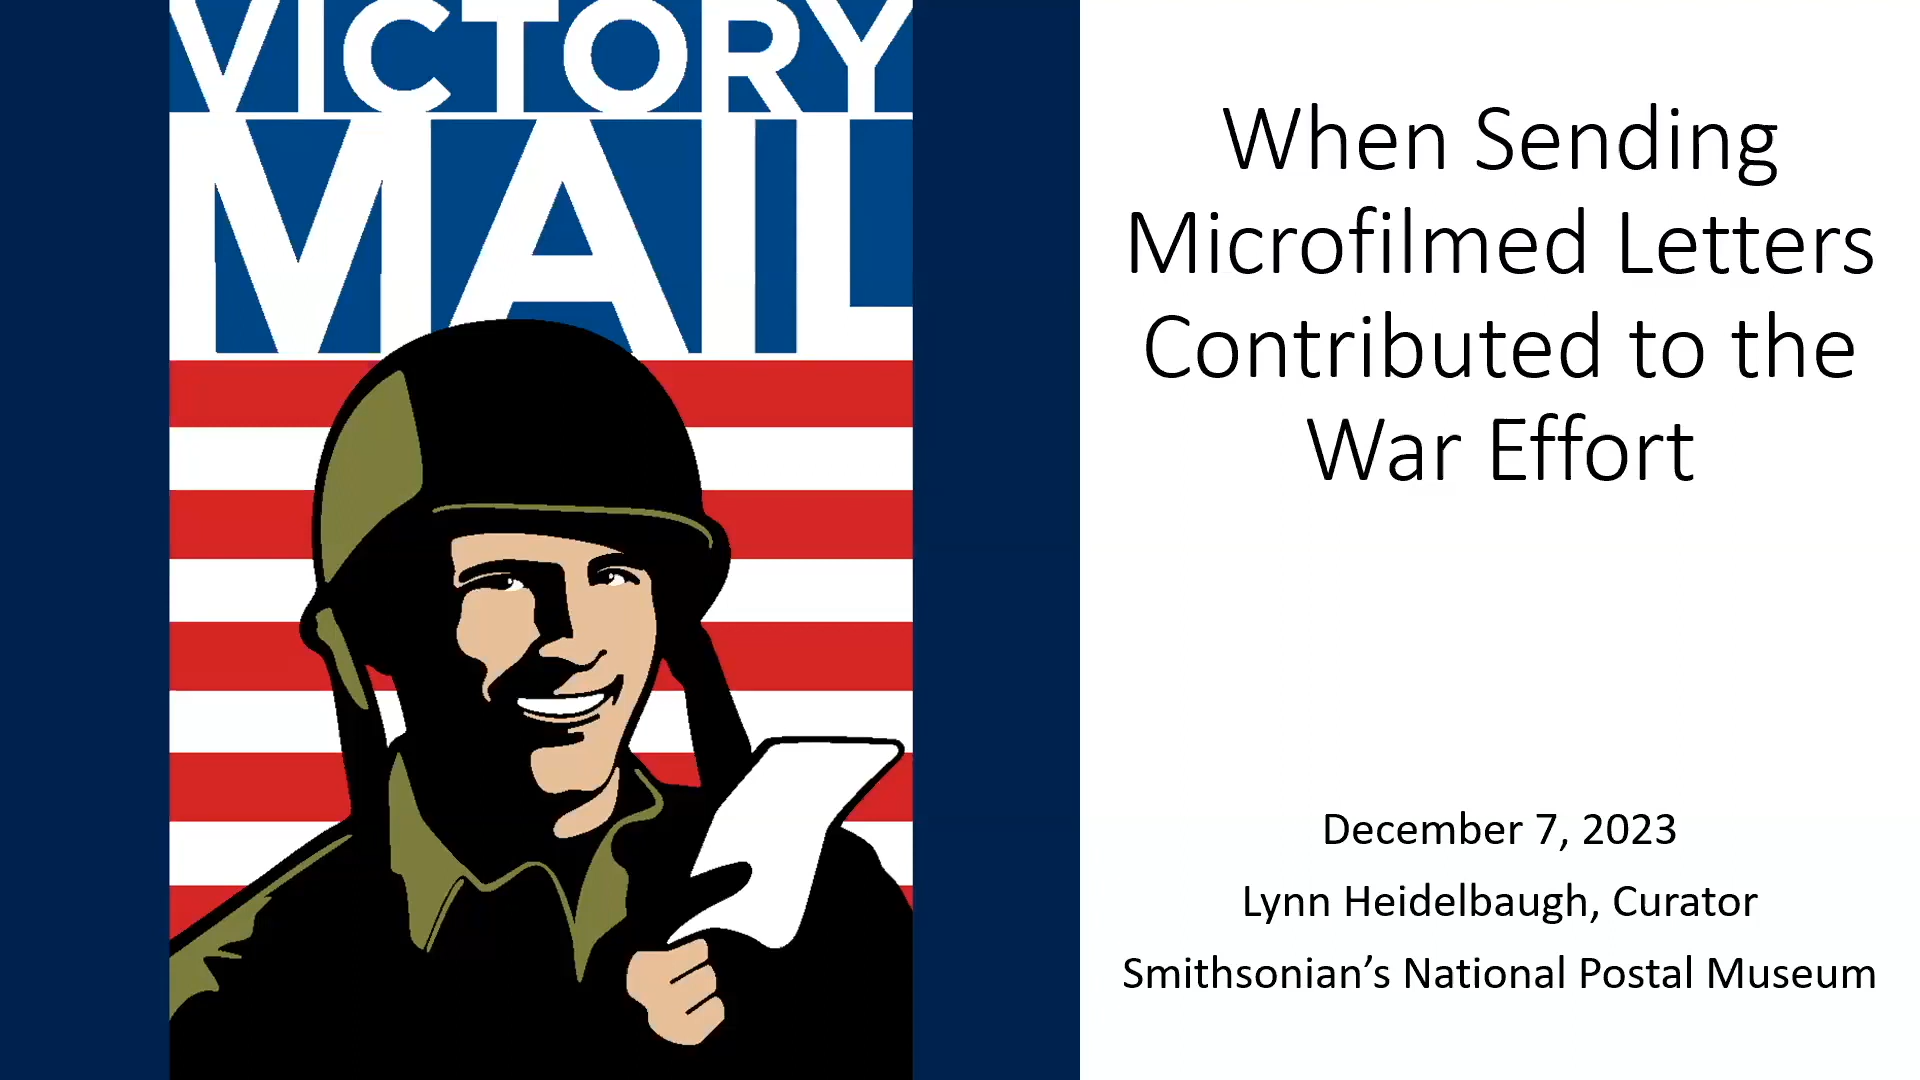 VICTORY
MAIL
When Sending
Microfilmed Letters
Contributed to the
War Effort
December 7, 2023
Lynn Heidelbaugh, Curator
Smithsonian’s National Postal Museum